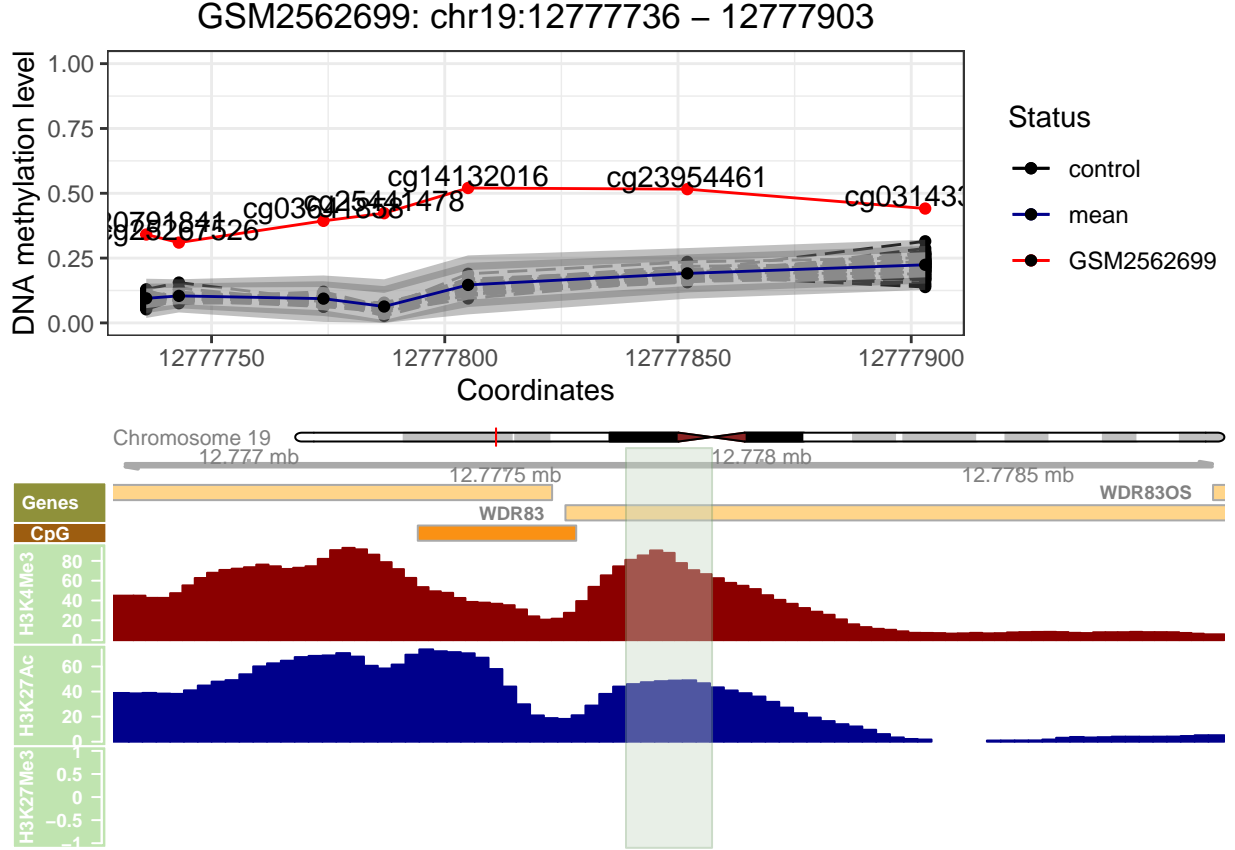 GSM2562699: chr19:12777736 – 12777903
DNA methylation level
1.00
0.75
0.50
0.25
0.00
cg14132016
cg23954461
cg25441478
12777750
12777800
12777850
12777900
Coordinates
Status
control
mean
GSM2562699
Chromosome 19
12.777 mb
12.778 mb
12.7775 mb
12.7785 mb
Genes
WDR83OS
WDR83
CpG
H3K4Me3
80
60
40
20
0
H3K27Ac
60
40
20
0
H3K27Me3
1
0.5
0
−0.5
−1